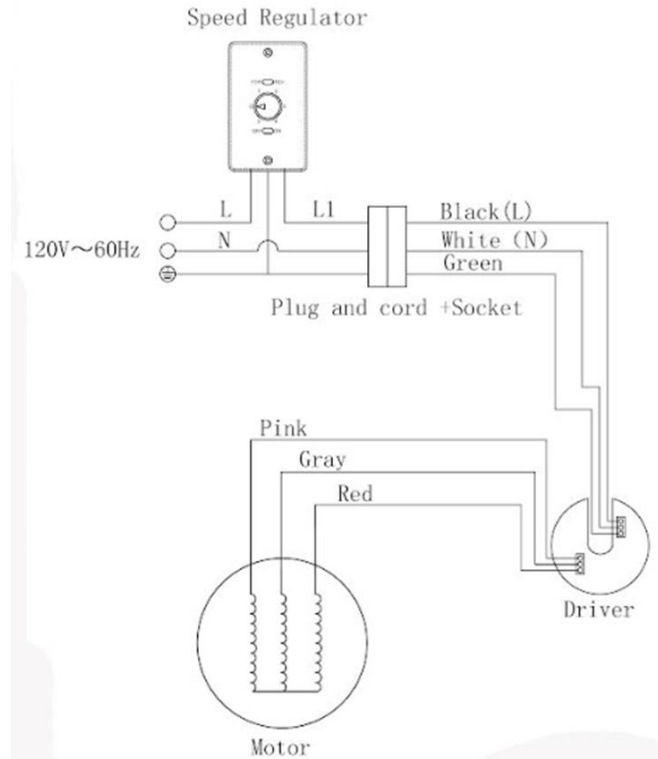 Speed Regulator
L
L1
Black(L)
120V～60Hz
N
White (N)
Green
Plug and cord +Socket
Pink
Gray
Red
Driver
Motor